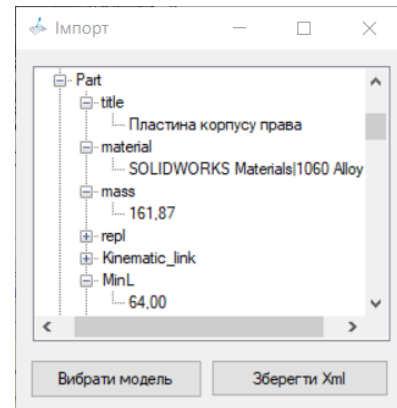 Імпорт
Part
title
Пластина корпусу права
material
SOLIDWORKS Materials|1060 Alloy
mass
161,87
repl
Kinematic_link
MinL
64,00
Вибрати модель
Зберегти Xml